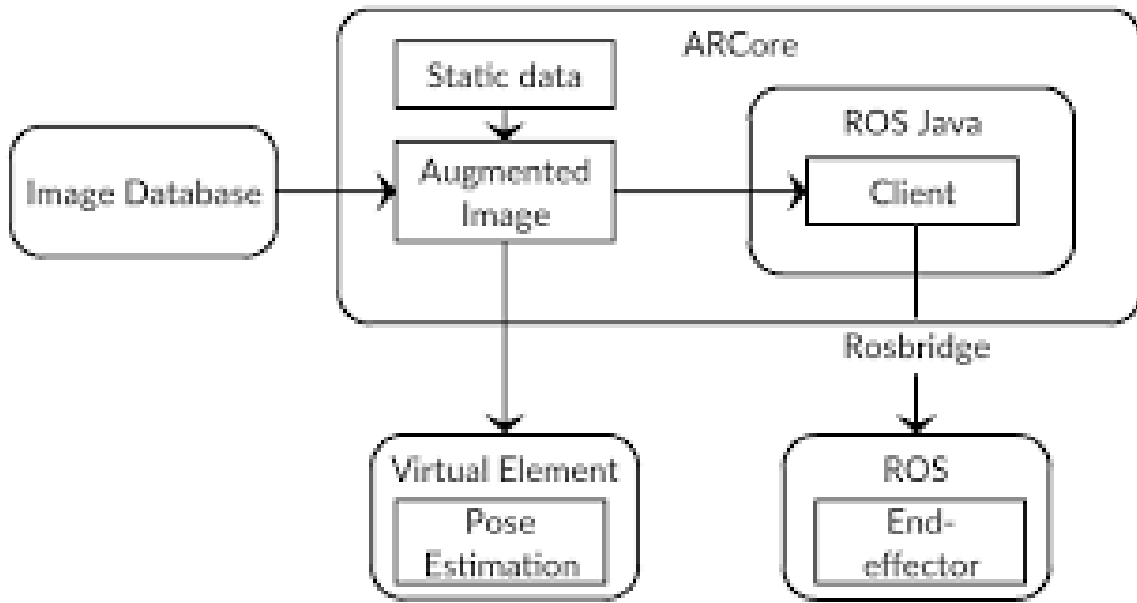 ARCore
Static data
ROS Java
Image Database
Augmented
Image
Client
Rosbridge
Virtual Element
Pose
Estimation
ROS
End-
effector